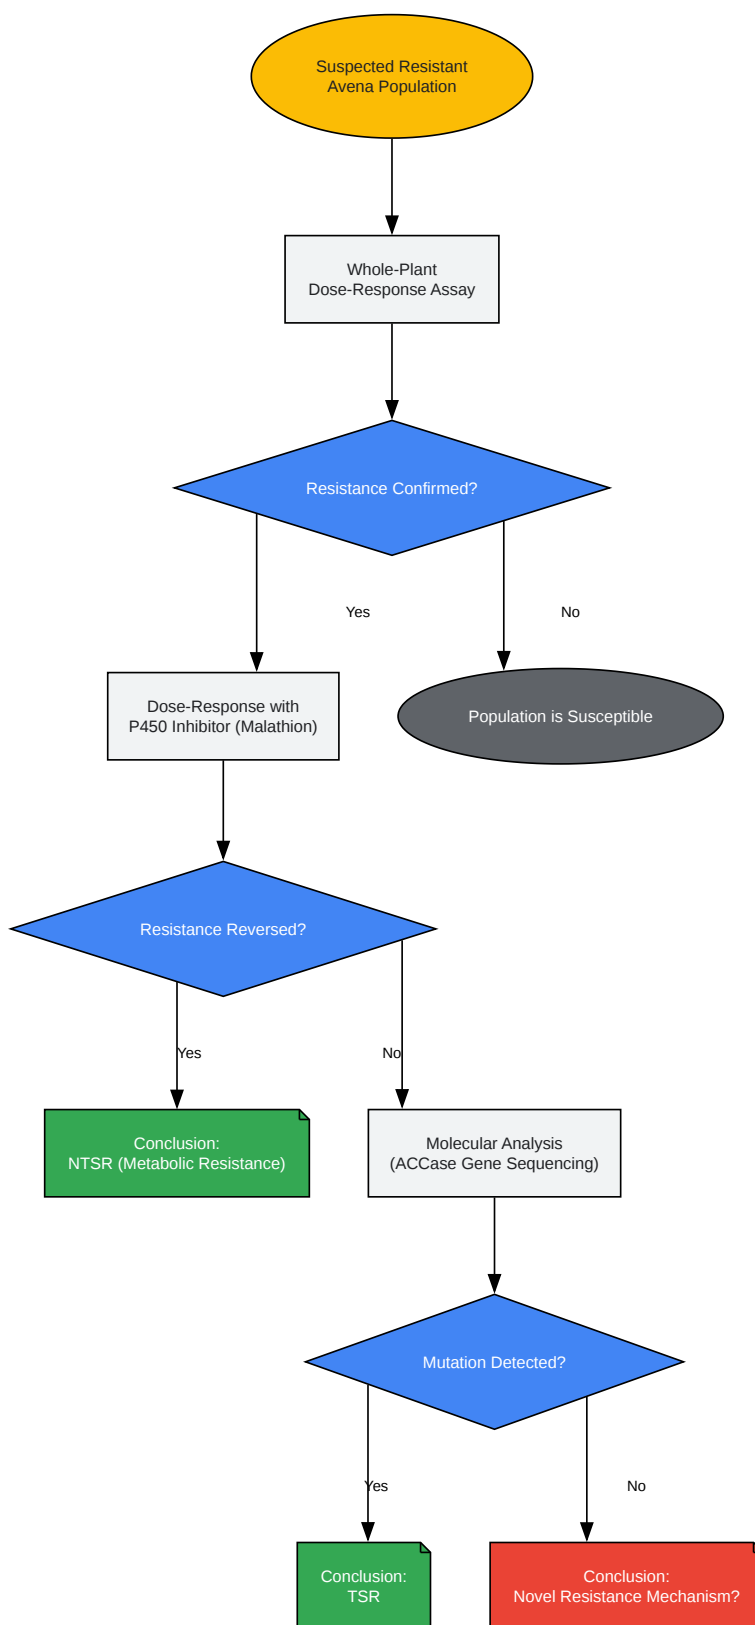 Suspected Resistant
Avena Population
Whole-Plant
Dose-Response Assay
Resistance Confirmed?
Yes
No
Dose-Response with
P450 Inhibitor (Malathion)
Population is Susceptible
Resistance Reversed?
Yes
No
Conclusion:
NTSR (Metabolic Resistance)
Molecular Analysis
(ACCase Gene Sequencing)
Mutation Detected?
Yes
No
Conclusion:
TSR
Conclusion:
Novel Resistance Mechanism?